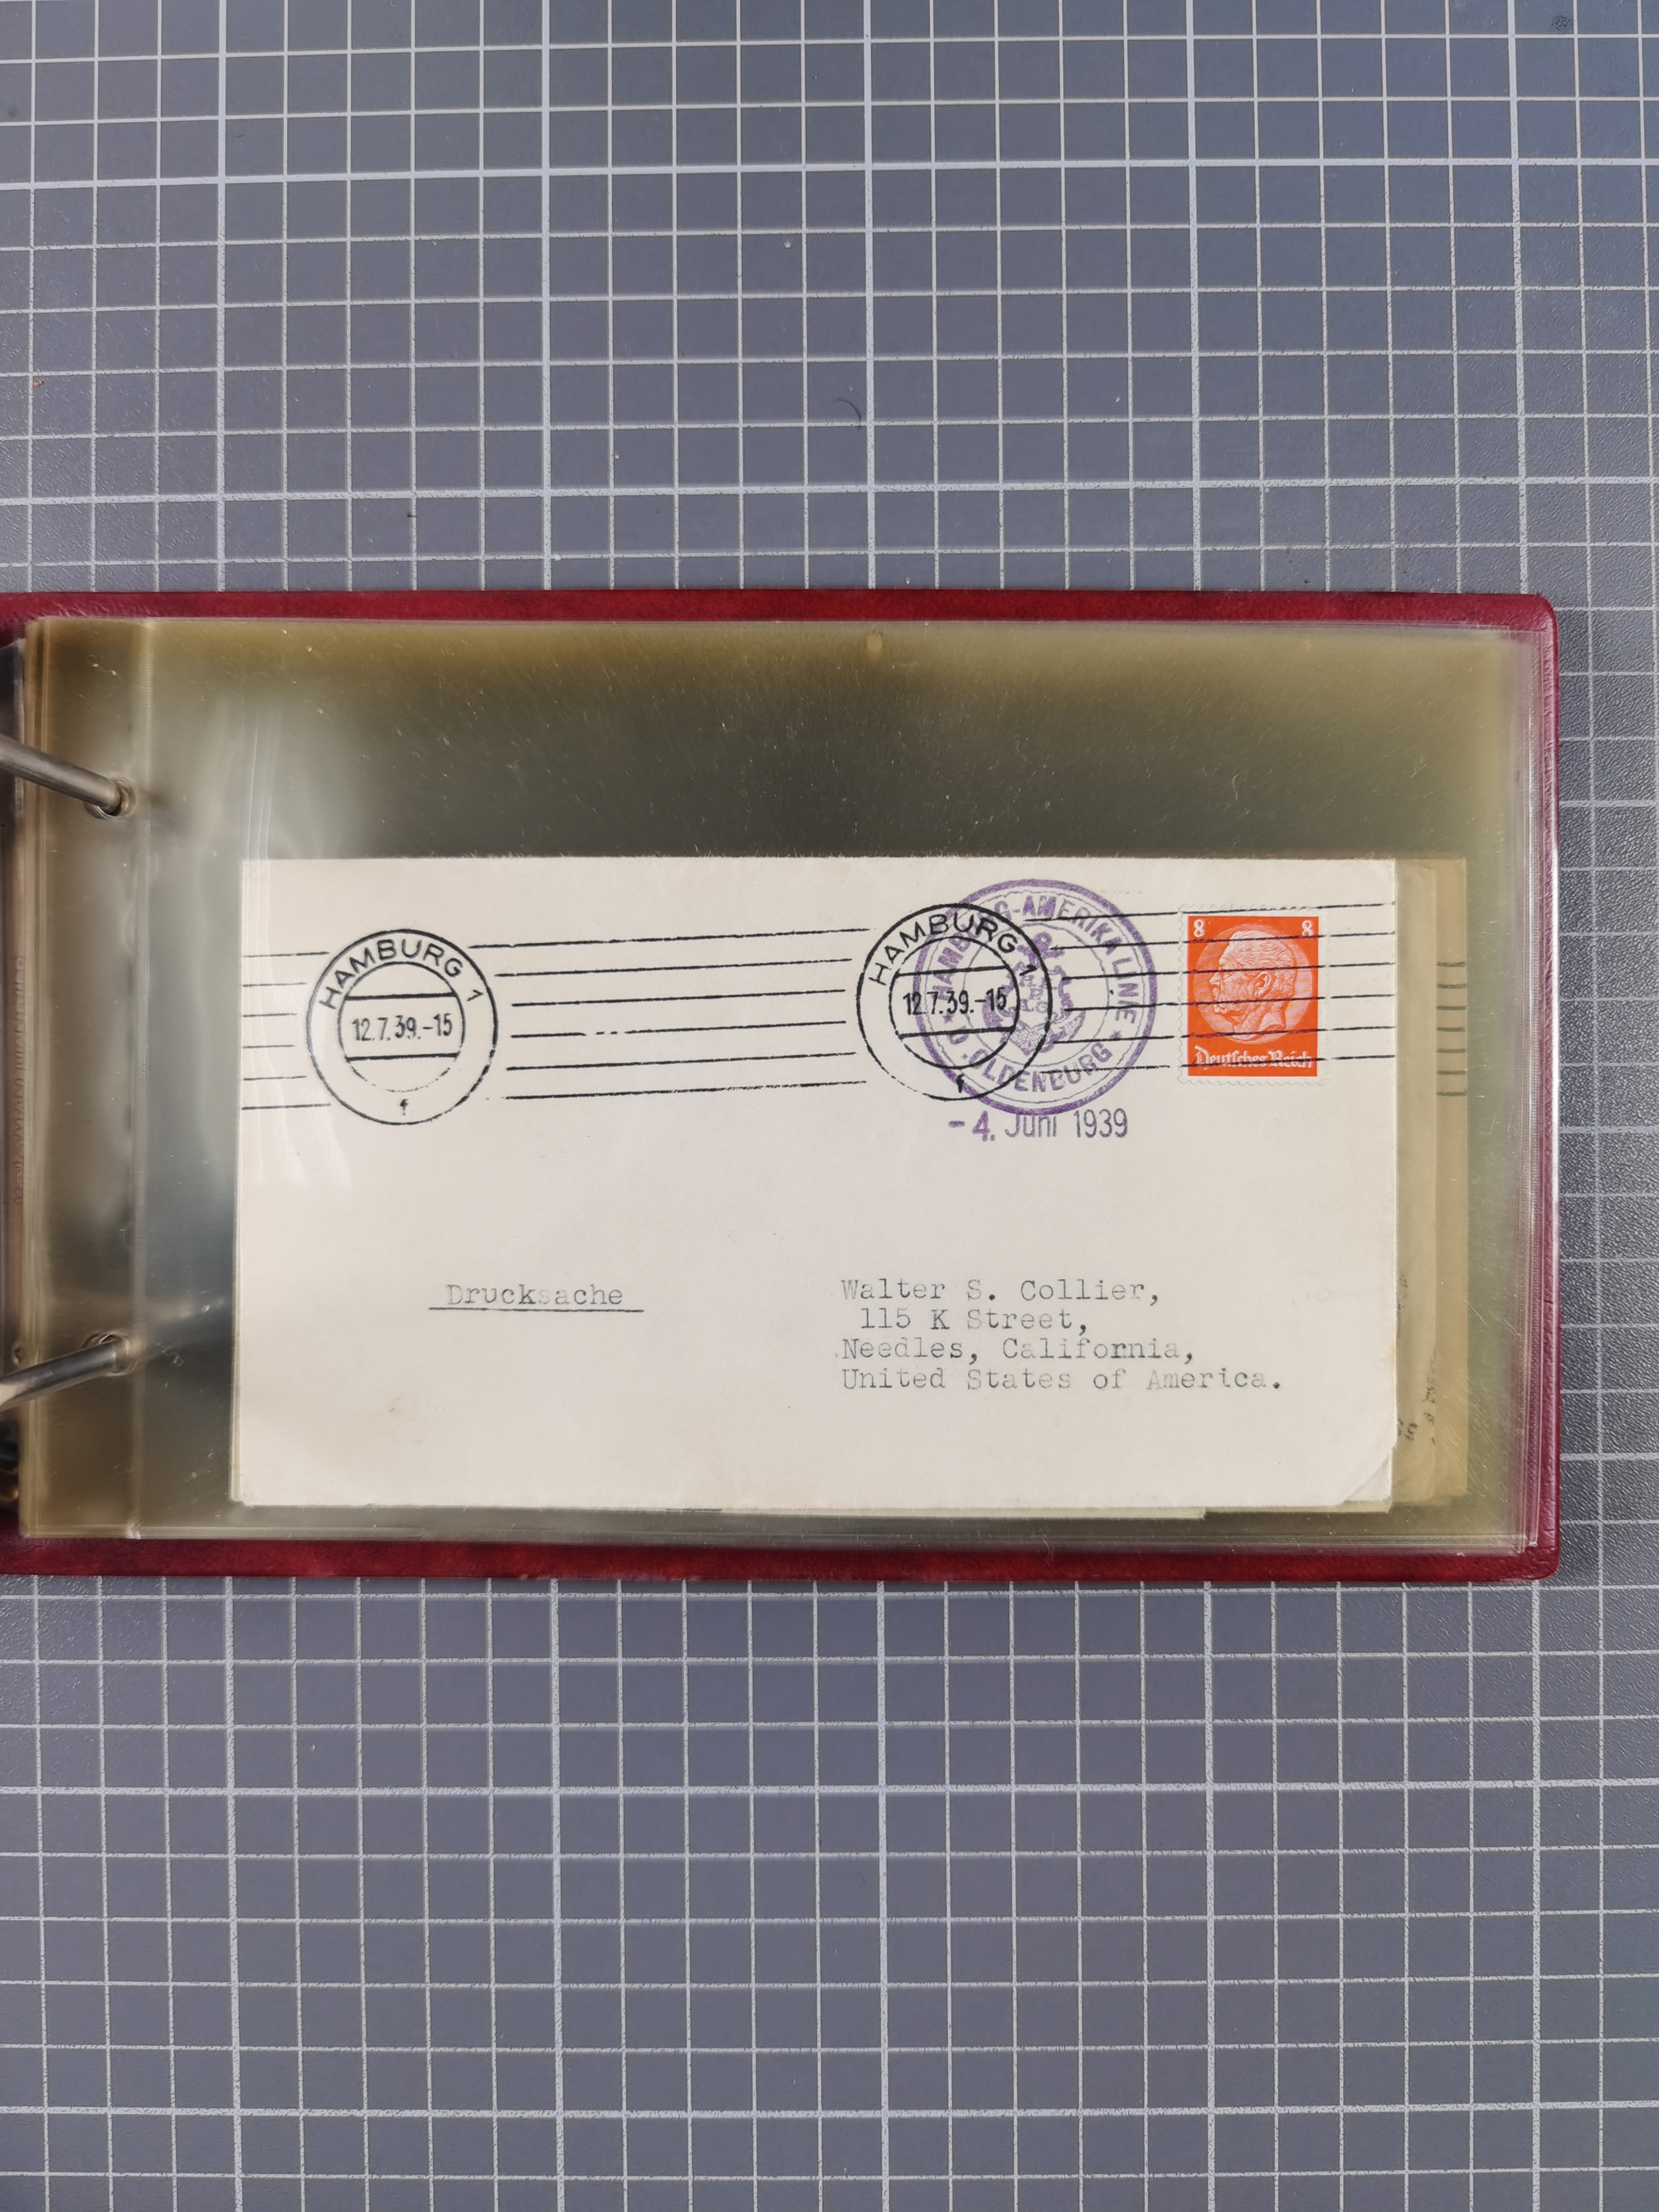 HAMBURG 1
12.7.39.-15
f
HAMBURG 1
12.7.39.-15
f
HAMBURG-AMERIKA LINIE
D. OLDENBURG
-4. Juni 1939
8 8
Deutsches Reich
Drucksache
Walter S. Collier,
115 K Street,
Needles, California,
United States of America.